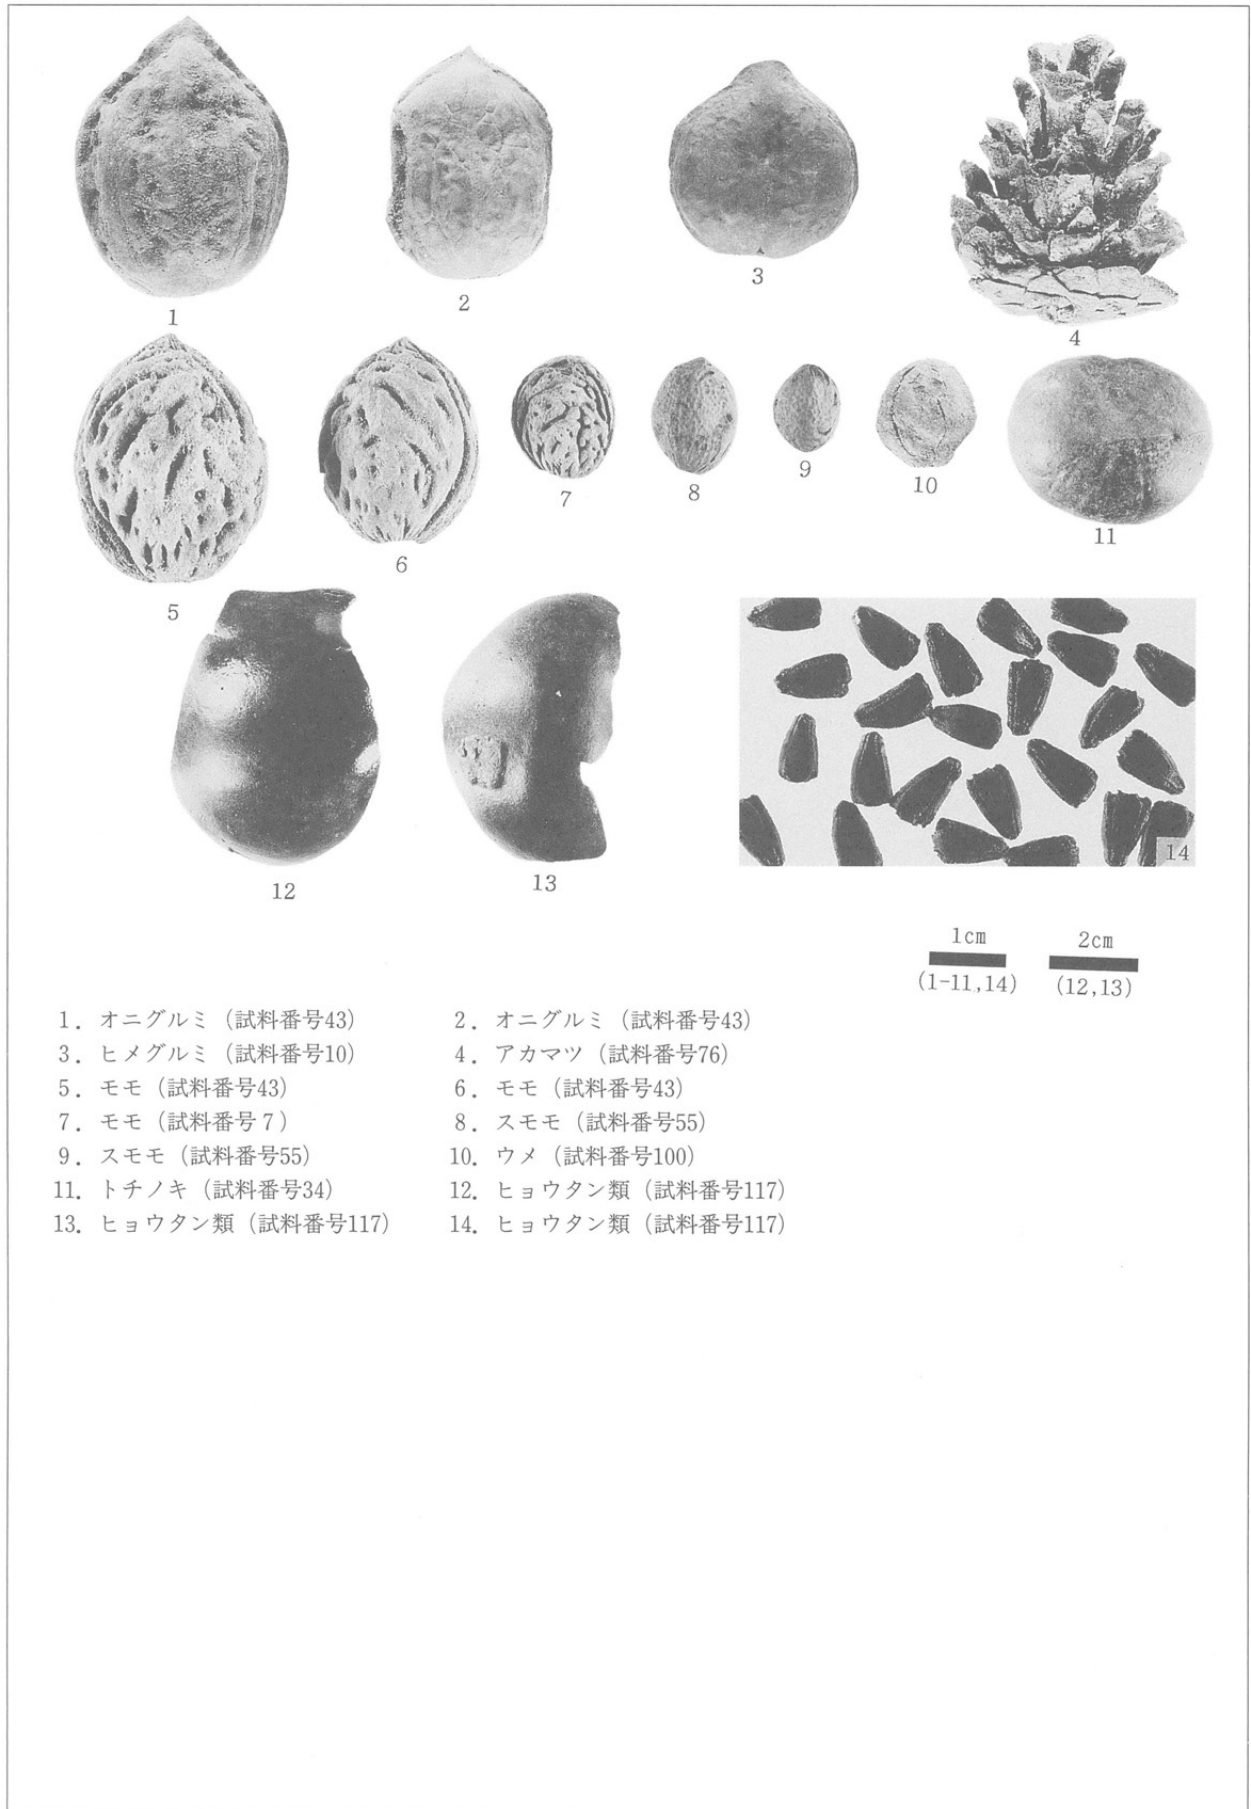 1
2
3
4
5
6
7
8
9
10
11
12
13
14
1cm 2cm
(1-11,14) (12,13)
1. オニグルミ（試料番号43） 2. オニグルミ（試料番号43）
3. ヒメグルミ（試料番号10） 4. アカマツ（試料番号76）
5. モモ（試料番号43） 6. モモ（試料番号43）
7. モモ（試料番号７） 8. スモモ（試料番号55）
9. スモモ（試料番号55） 10. ウメ（試料番号100）
11. トチノキ（試料番号34） 12. ヒョウタン類（試料番号117）
13. ヒョウタン類（試料番号117） 14. ヒョウタン類（試料番号117）